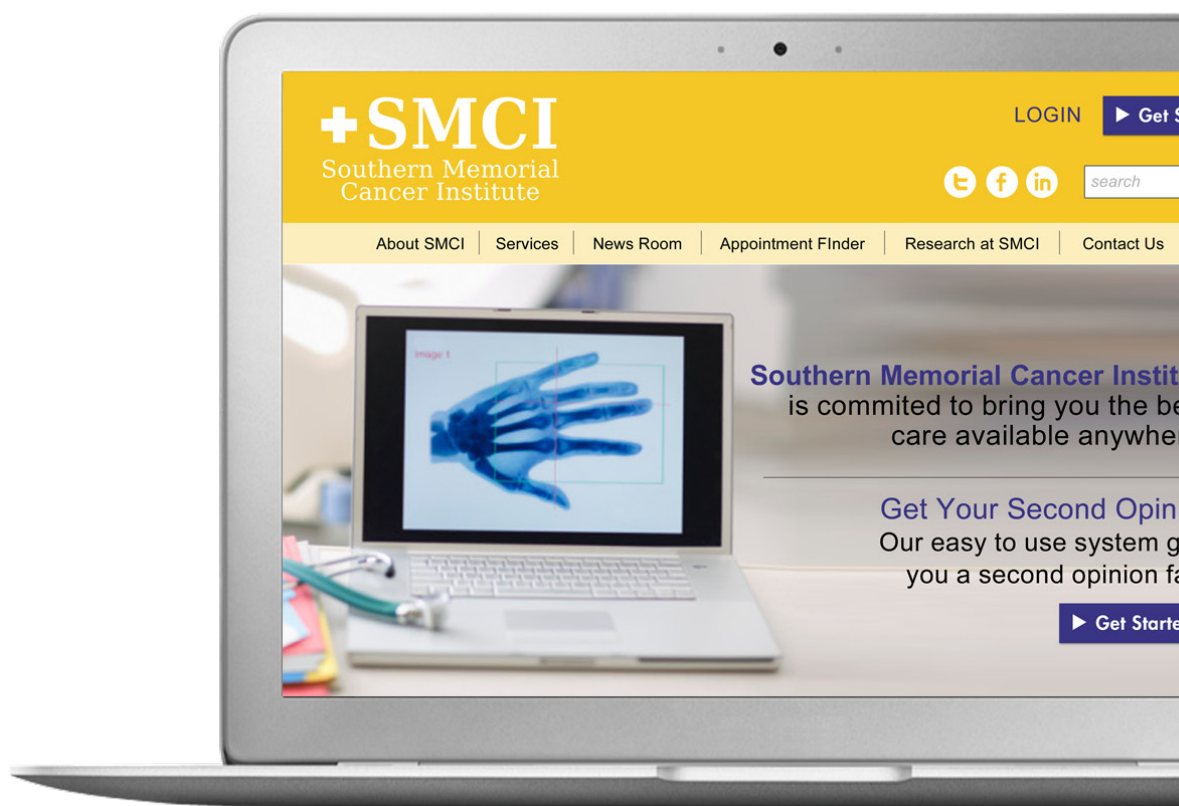 SMCI
Southern Memorial
Cancer Institute
LOGIN
Get S
search
About SMCI
Services
News Room
Appointment FInder
Research at SMCI
Contact Us
image 1
Southern Memorial Cancer Instit
is commited to bring you the be
care available anywher
Get Your Second Opin
Our easy to use system g
you a second opinion fa
Get Starte